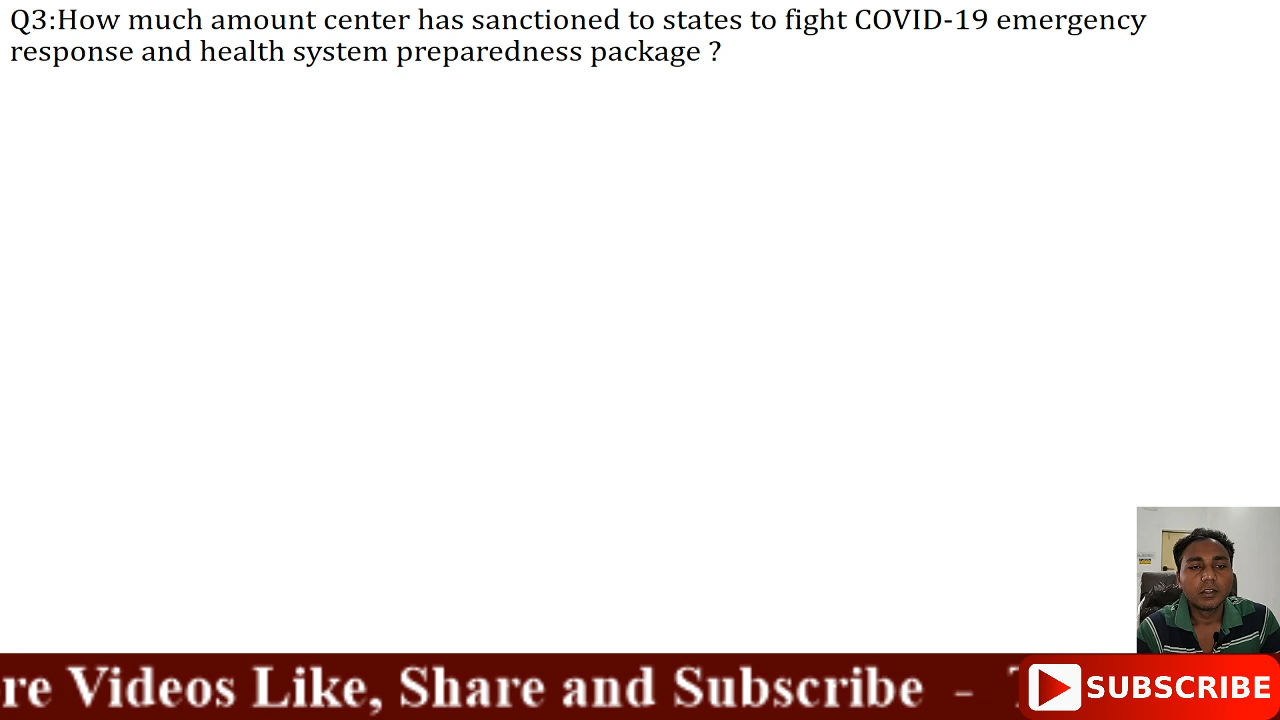 Q3:How much amount center has sanctioned to states to fight COVID-19 emergency
response and health system preparedness package ?
re Videos Like, Share and Subscribe -
SUBSCRIBE